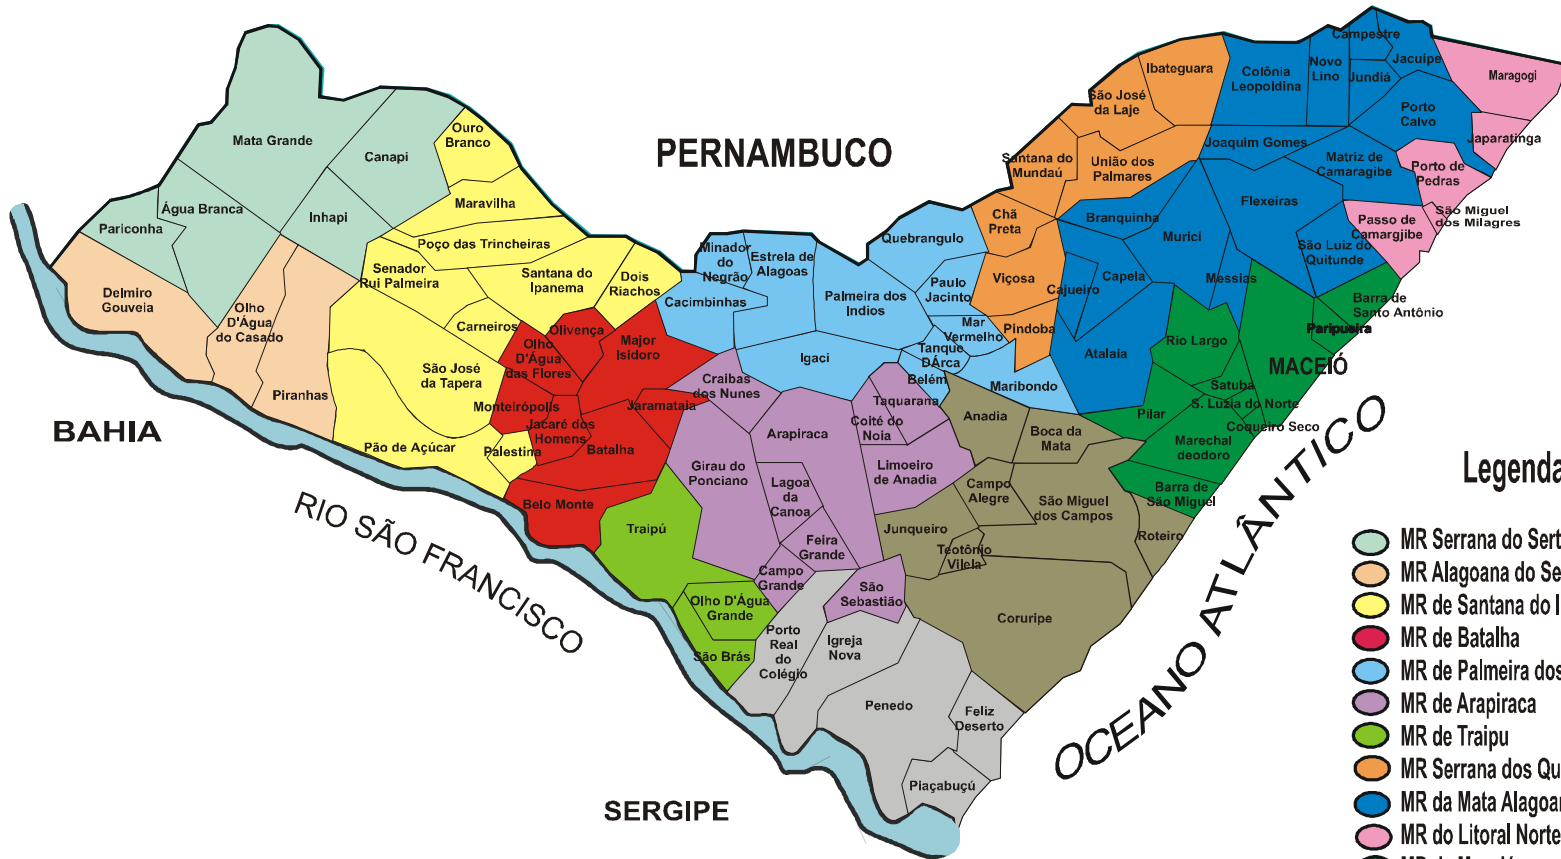 PERNAMBUCO
BAHIA
SERGIPE
RIO SÃO FRANCISCO
OCEANO ATLÂNTICO
Mata Grande
Canapi
Ouro
Branco
Água Branca
Inhapi
Pariconha
Maravilha
Poço das Trincheiras
Senador
Rui Palmeira
Santana do
Ipanema
Dois
Riachos
Delmiro
Gouveia
Olho
D'Água
do Casado
Piranhas
Carneiros
São José
da Tapera
Pão de Açúcar
Palestina
Olivença
Olho
D'Água
das Flores
Major
Isidoro
Monteirópolis
Jacaré dos
Homens
Jaramataia
Batalha
Belo Monte
Minador
do
Negrão
Estrela de
Alagoas
Cacimbinhas
Palmeira dos
Indios
Quebrangulo
Paulo
Jacinto
Mar
Vermelho
Tanque
DÁrca
Belém
Igaci
Maribondo
Craibas
dos Nunes
Taquarana
Coité do
Noia
Arapiraca
Girau do
Ponciano
Lagoa
da
Canoa
Limoeiro
de Anadia
Feira
Grande
Campo
Grande
São
Sebastião
Traipú
Olho D'Água
Grande
São Brás
Porto
Real
do
Colégio
Igreja
Nova
Penedo
Feliz
Deserto
Piaçabuçú
Anadia
Boca da
Mata
Campo
Alegre
São Miguel
dos Campos
Junqueiro
Teotônio
Vilela
Roteiro
Coruripe
Ibateguara
São José
da Laje
Santana do
Mundaú
União dos
Palmares
Chã
Preta
Viçosa
Pindoba
Campestre
Colônia
Leopoldina
Novo
Lino
Jacuípe
Jundiá
Porto
Calvo
Joaquim Gomes
Matriz de
Camaragibe
Flexeiras
Branquinha
Murici
São Luiz do
Quitunde
Capela
Cajueiro
Messias
Atalaia
Maragogi
Japaratinga
Porto de
Pedras
São Miguel
dos Milagres
Passo de
Camargjibe
Barra de
Santo Antônio
Paripueira
MACEIÓ
Rio Largo
Satuba
S. Luzia do Norte
Coqueiro Seco
Pilar
Marechal
deodoro
Barra de
São Miguel
Legenda
MR Serrana do Sert
MR Alagoana do Se
MR de Santana do I
MR de Batalha
MR de Palmeira dos
MR de Arapiraca
MR de Traipu
MR Serrana dos Qu
MR da Mata Alagoan
MR do Litoral Norte